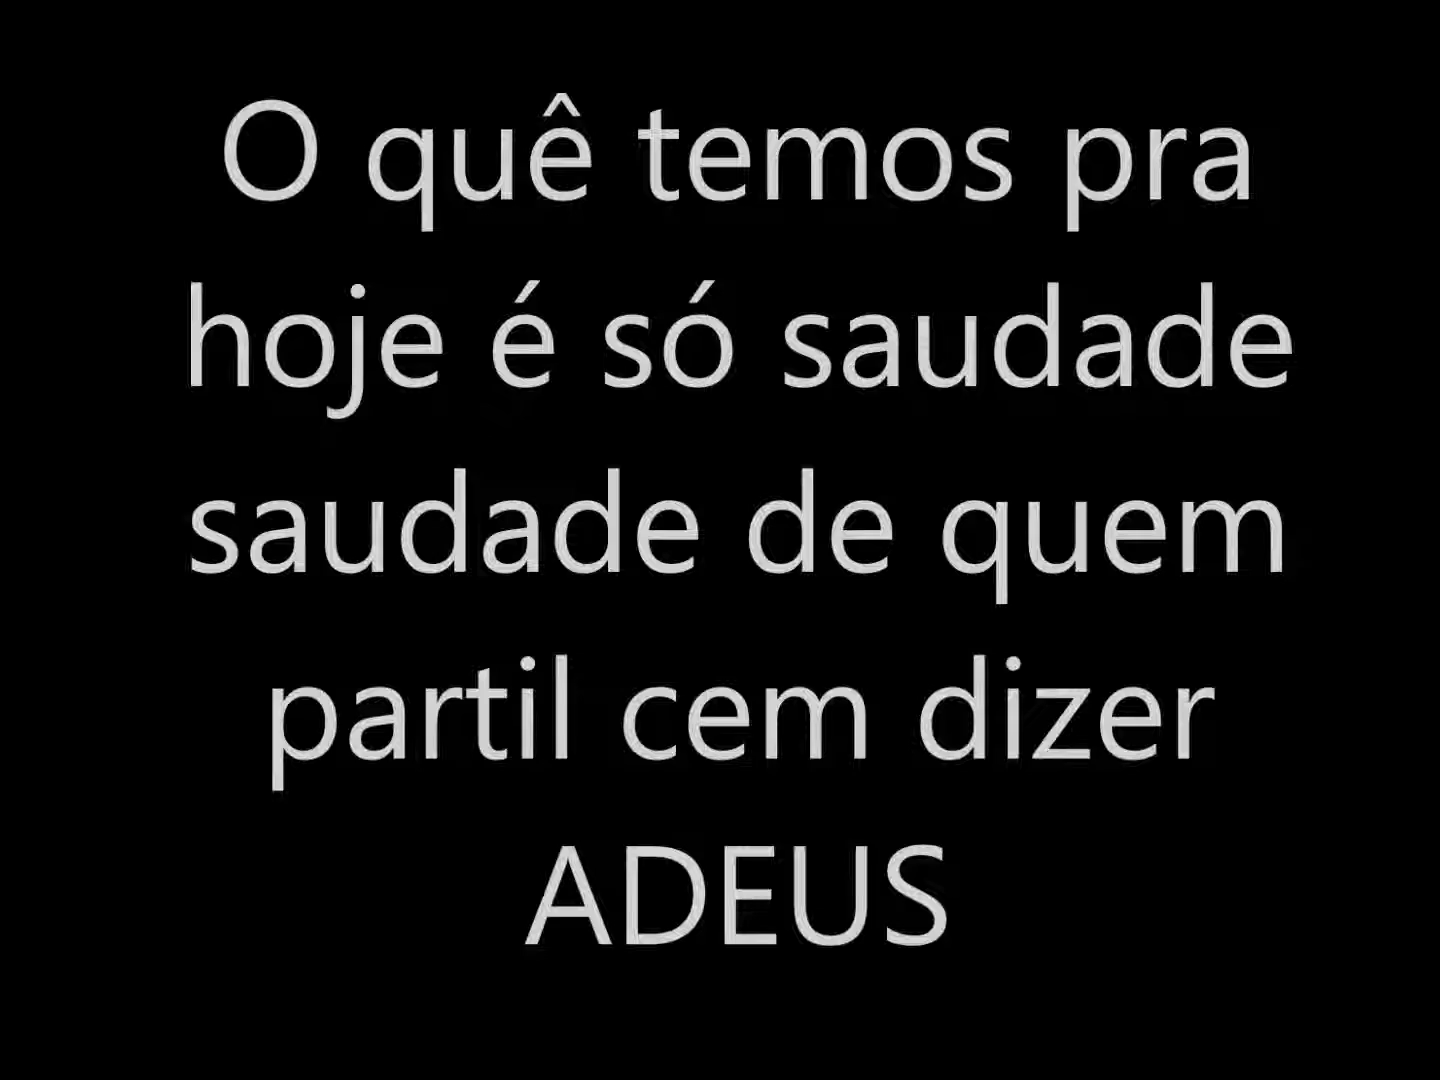 O quê temos pra
hoje é só saudade
saudade de quem
partil cem dizer
ADEUS